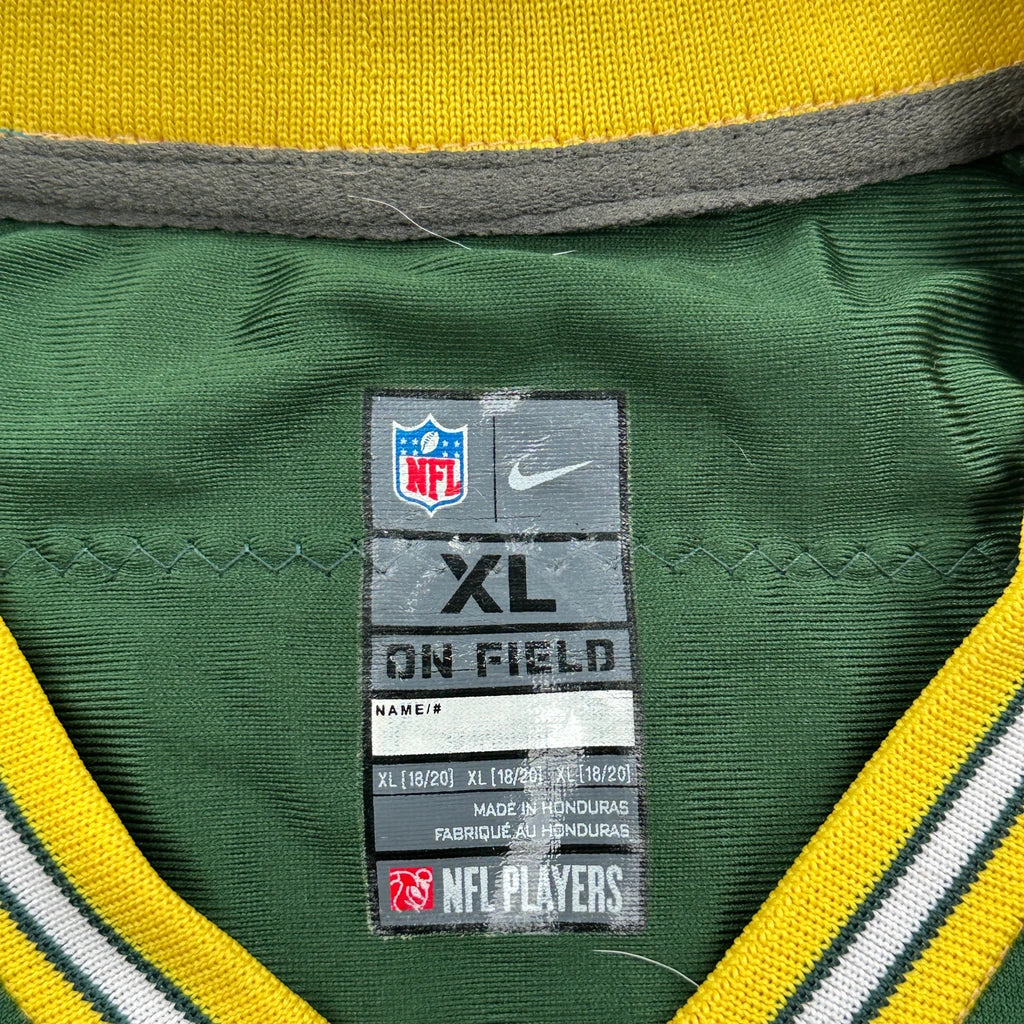 NFL
XL
ON FIELD
NAME/#
XL [18/20] XL [18/20] XL [18/20]
MADE IN HONDURAS
FABRIQUÉ AU HONDURAS
NFL PLAYERS